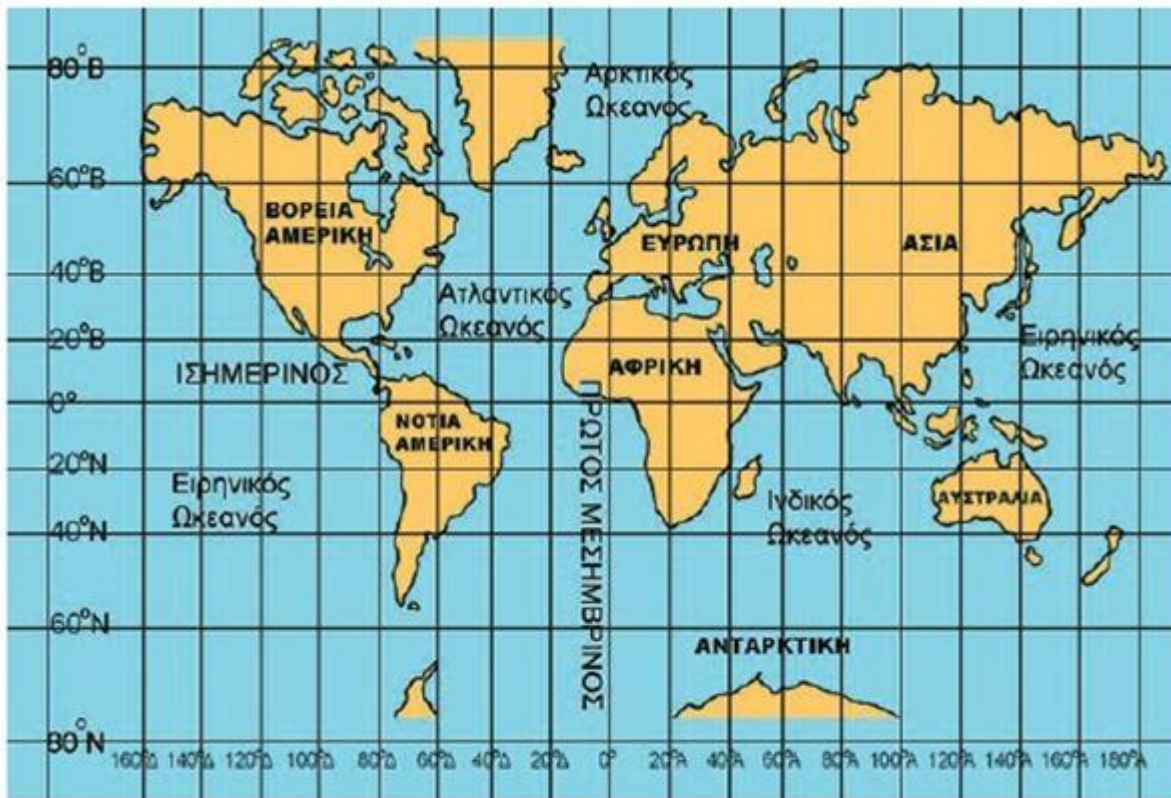 80°Β
Αρκτικός
Ωκεανός
60°Β
ΒΟΡΕΙΑ
ΑΜΕΡΙΚΗ
ΕΥΡΩΠΗ
ΑΣΙΑ
40°Β
Ατλαντικός
Ωκεανός
20°Β
Ειρηνικός
Ωκεανός
ΙΣΗΜΕΡΙΝΟΣ
ΑΦΡΙΚΗ
0°
ΝΟΤΙΑ
ΑΜΕΡΙΚΗ
ΠΡΩΤΟΣ ΜΕΣΗΜΒΡΙΝΟΣ
20°Ν
Ειρηνικός
Ωκεανός
Ινδικός
Ωκεανός
ΑΥΣΤΡΑΛΙΑ
40°Ν
60°Ν
ΑΝΤΑΡΚΤΙΚΗ
80°Ν
160°Δ 140°Δ 120°Δ 100°Δ 80°Δ 60°Δ 40°Δ 20°Δ 0° 20°Α 40°Α 60°Α 80°Α 100°Α 120°Α 140°Α 160°Α 180°Α